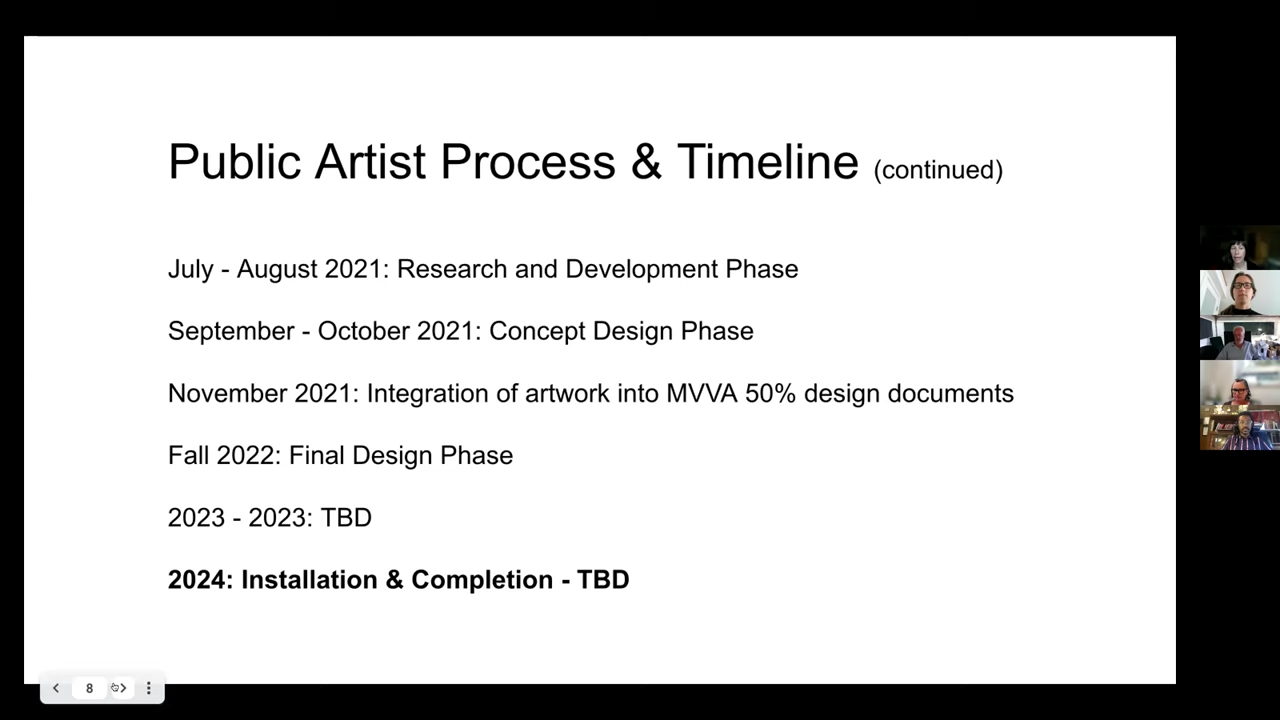 Public Artist Process & Timeline (continued)
July - August 2021: Research and Development Phase
September - October 2021: Concept Design Phase
November 2021: Integration of artwork into MVVA 50% design documents
Fall 2022: Final Design Phase
2023 - 2023: TBD
2024: Installation & Completion - TBD
8